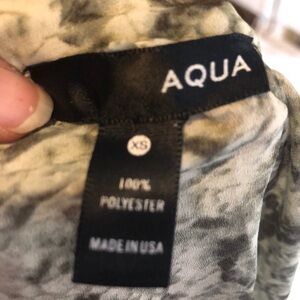 AQUA
XS
100%
POLYESTER
MADE IN USA